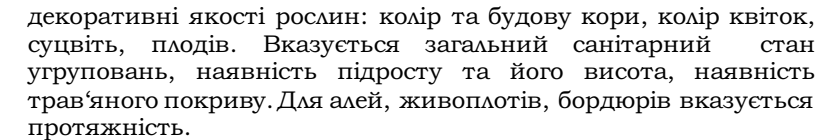 декоративні якості рослин: колір та будову кори, колір квіток,
суцвіть, плодів. Вказується загальний санітарний стан
угруповань, наявність підросту та його висота, наявність
трав‘яного покриву. Для алей, живоплотів, бордюрів вказується
протяжність.